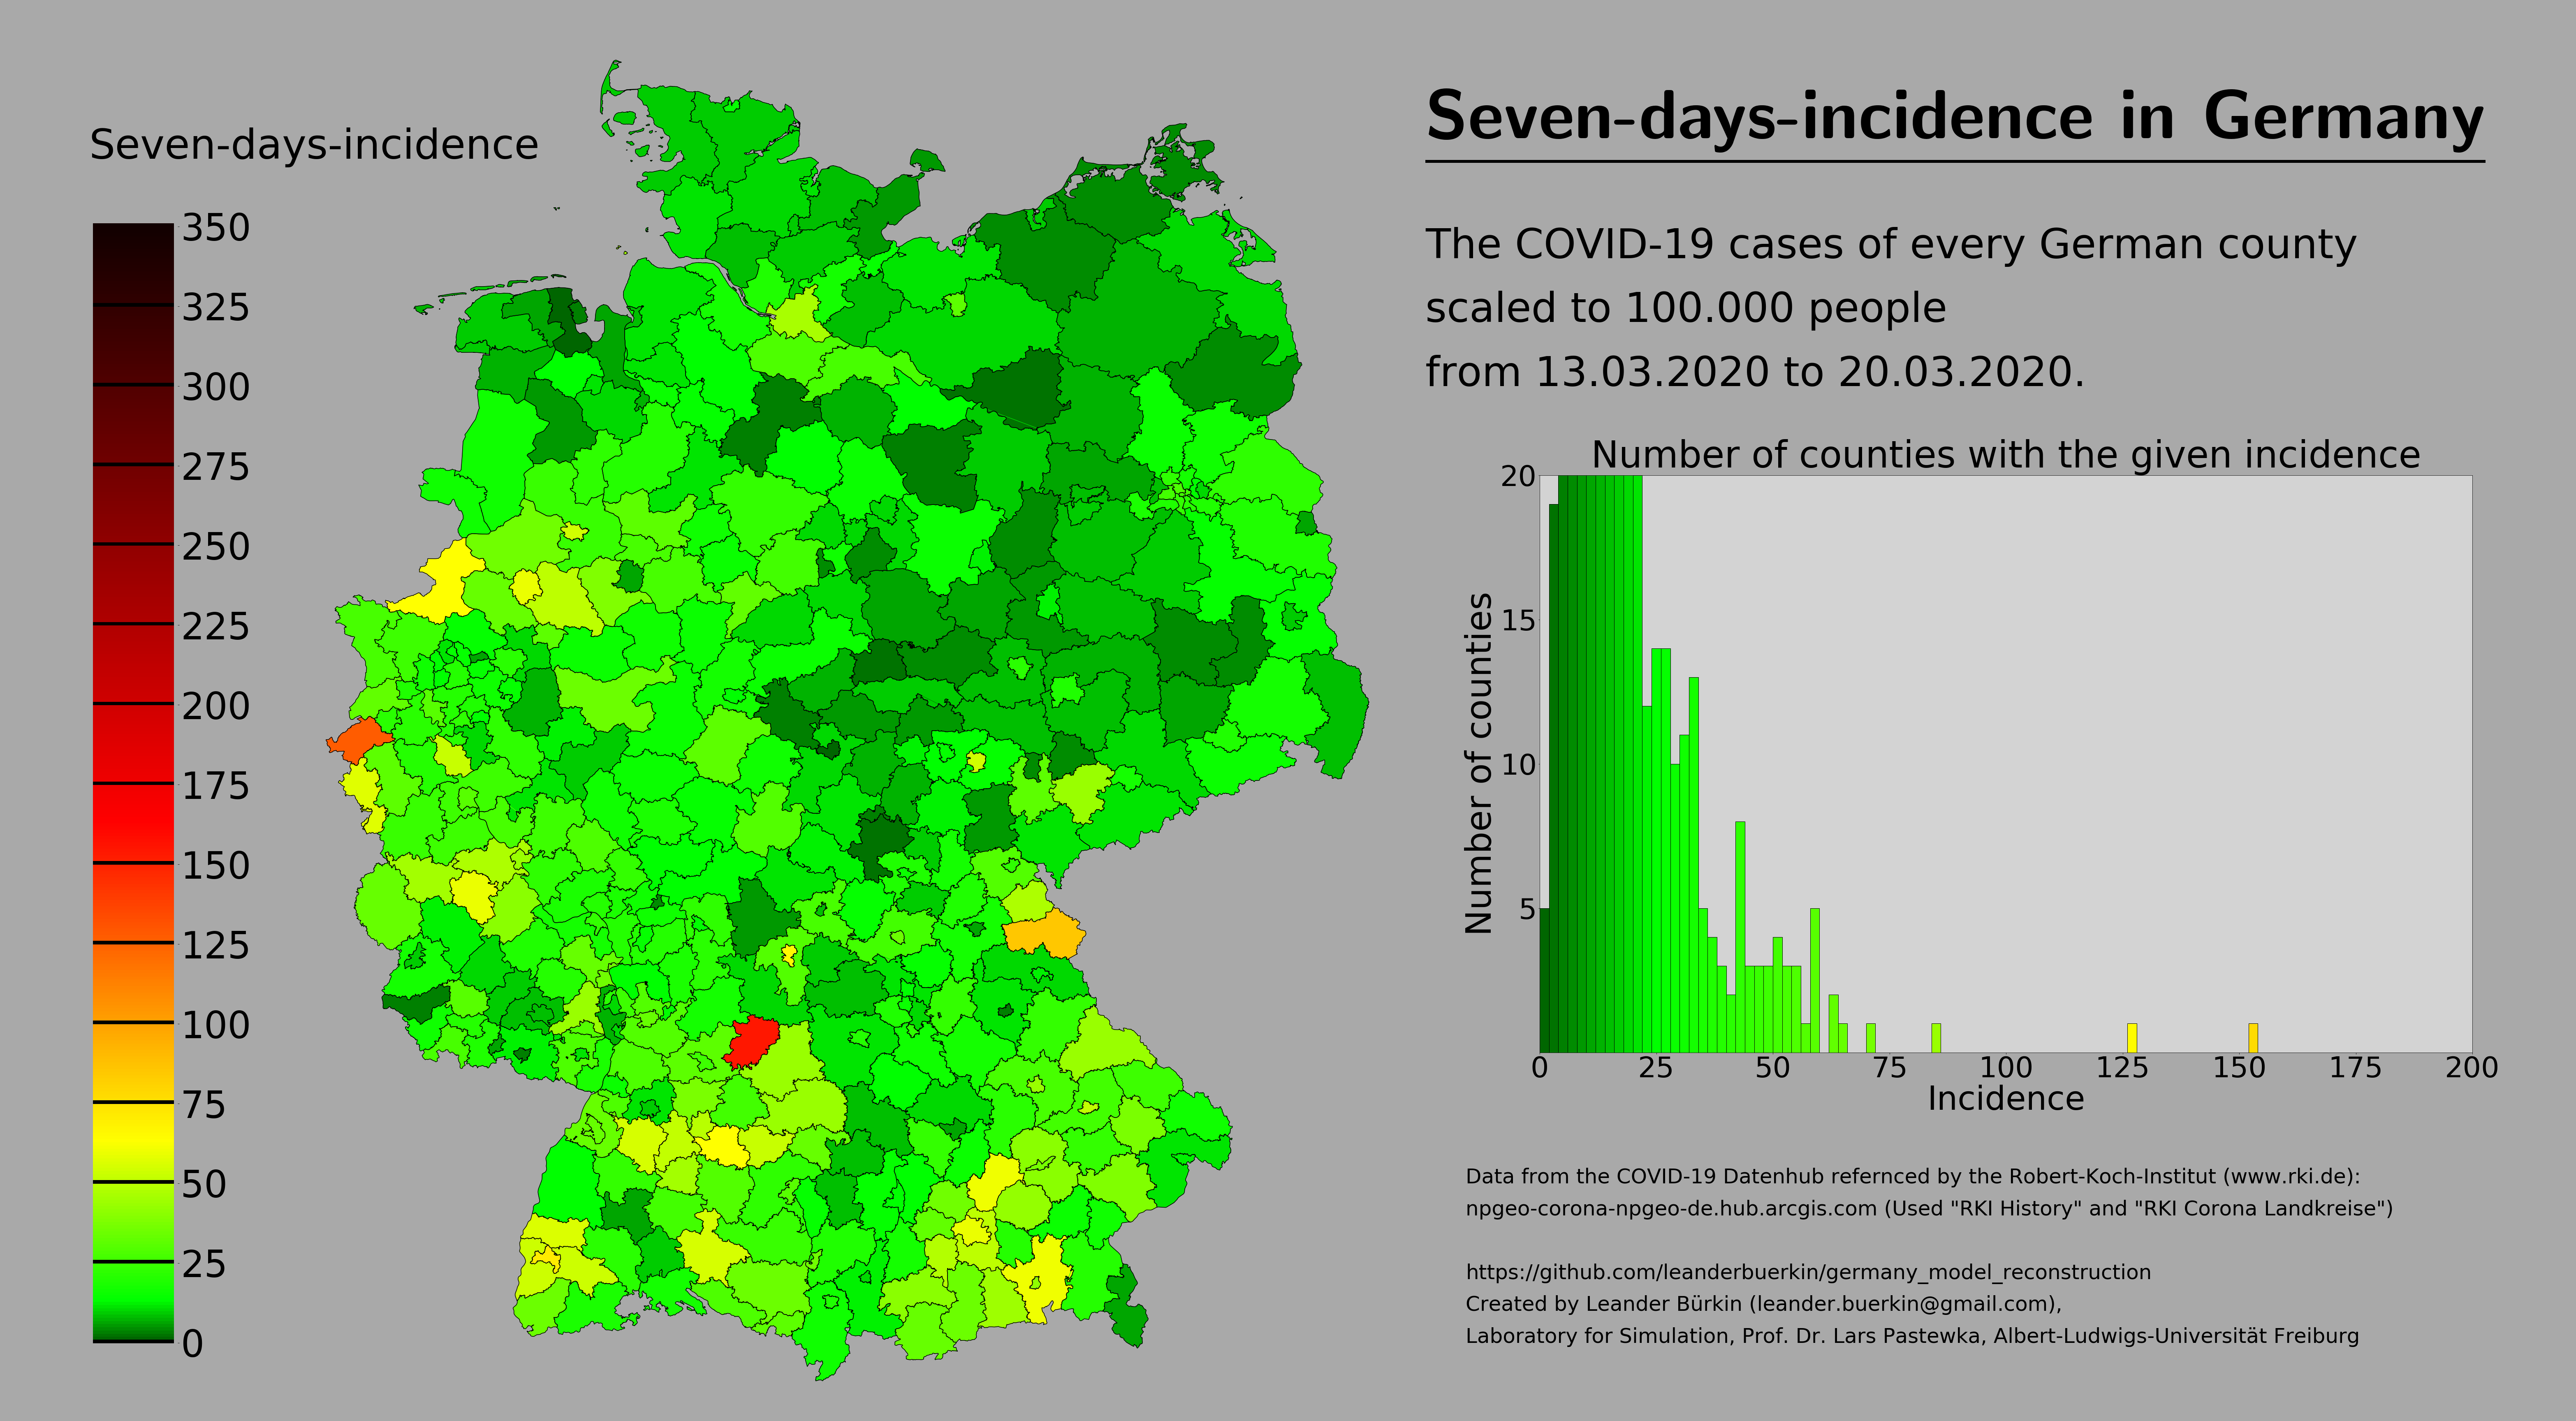 Seven-days-incidence in Germany
Seven-days-incidence
350
325
300
275
250
225
200
175
150
125
100
75
50
25
0
The COVID-19 cases of every German county
scaled to 100.000 people
from 13.03.2020 to 20.03.2020.
Number of counties with the given incidence
Number of counties
20
15
10
5
0 25 50 75 100 125 150 175 200
Incidence
Data from the COVID-19 Datenhub refernced by the Robert-Koch-Institut (www.rki.de):
npgeo-corona-npgeo-de.hub.arcgis.com (Used "RKI History" and "RKI Corona Landkreise")
https://github.com/leanderbuerkin/germany_model_reconstruction
Created by Leander Bürkin (leander.buerkin@gmail.com),
Laboratory for Simulation, Prof. Dr. Lars Pastewka, Albert-Ludwigs-Universität Freiburg